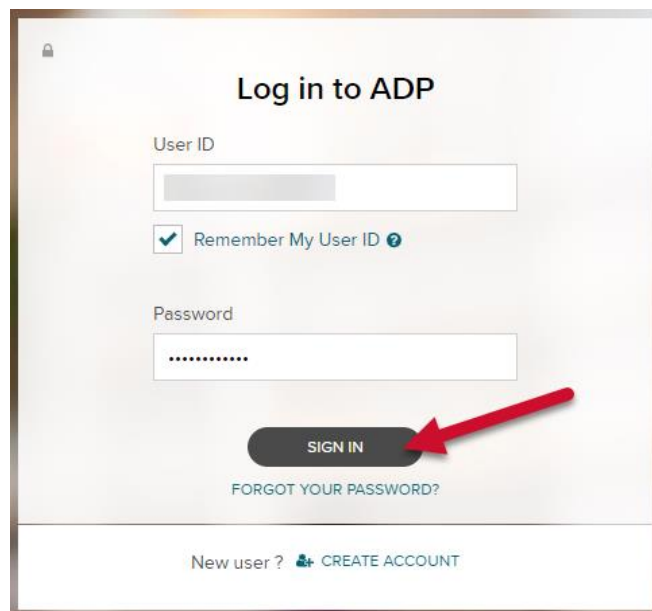 Log in to ADP
User ID
Remember My User ID
Password
••••••••••••
SIGN IN
FORGOT YOUR PASSWORD?
New user ? CREATE ACCOUNT